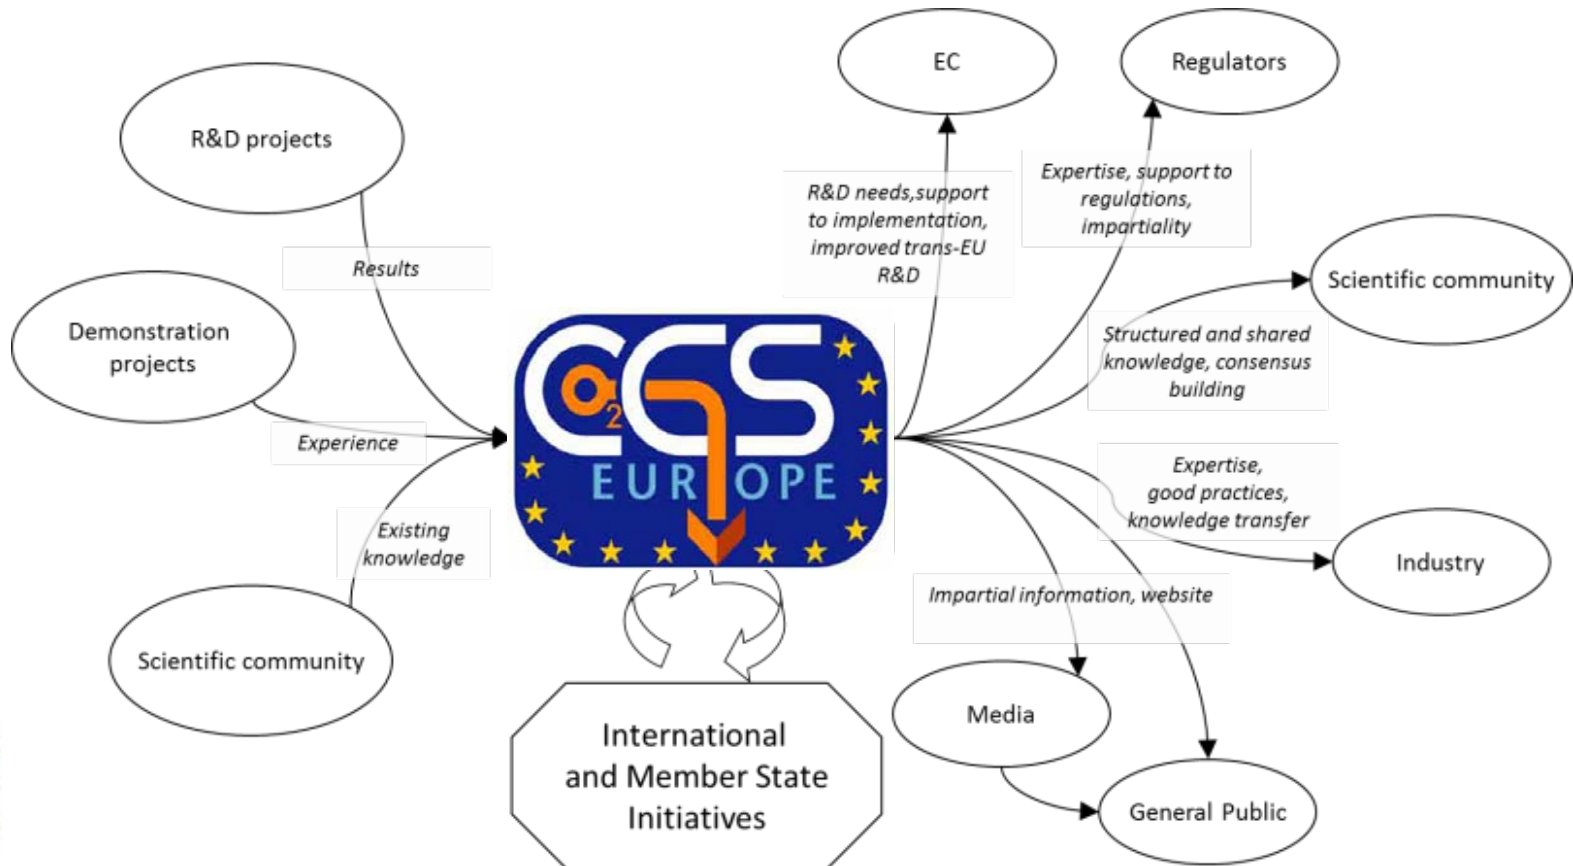 EC
Regulators
R&D projects
R&D needs,support
to implementation,
improved trans-EU
R&D
Expertise, support to
regulations,
impartiality
Results
Scientific community
Demonstration
projects
Structured and shared
knowledge, consensus
building
CO2GS
EUROPE
Experience
Expertise,
good practices,
knowledge transfer
Existing
knowledge
Industry
Impartial information, website
Scientific community
Media
International
and Member State
Initiatives
General Public